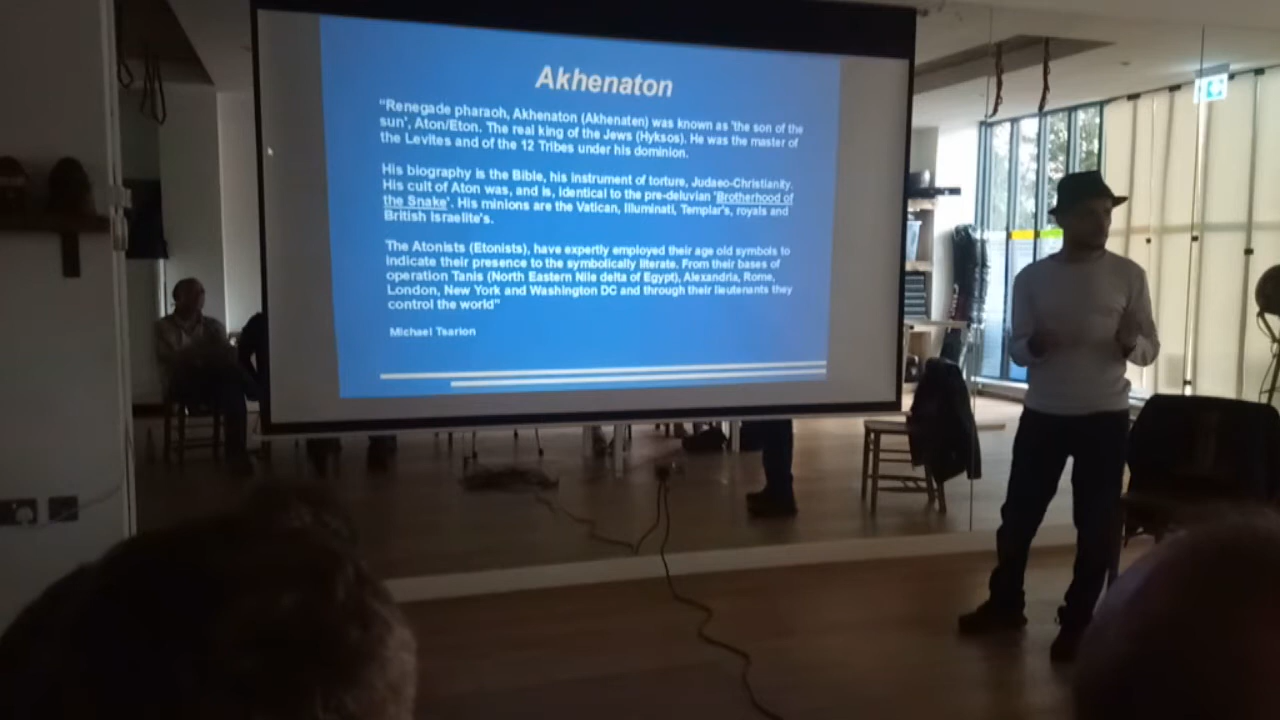 Akhenaton
"Renegade pharaoh, Akhenaton (Akhenaten) was known as 'the son of the
sun', Aton/Eton. The real king of the Jews (Hyksos). He was the master of
the Levites and of the 12 Tribes under his dominion.
His biography is the Bible, his instrument of torture, Judaeo-Christianity.
His cult of Aton was, and is, identical to the pre-deluvian 'Brotherhood of
the Snake'. His minions are the Vatican, Illuminati, Templar's, royals and
British Israelite's.
The Atonists (Etonists), have expertly employed their age old symbols to
indicate their presence to the symbolically literate. From their bases of
operation Tanis (North Eastern Nile delta of Egypt), Alexandria, Rome,
London, New York and Washington DC and through their lieutenants they
control the world"
Michael Tsarion